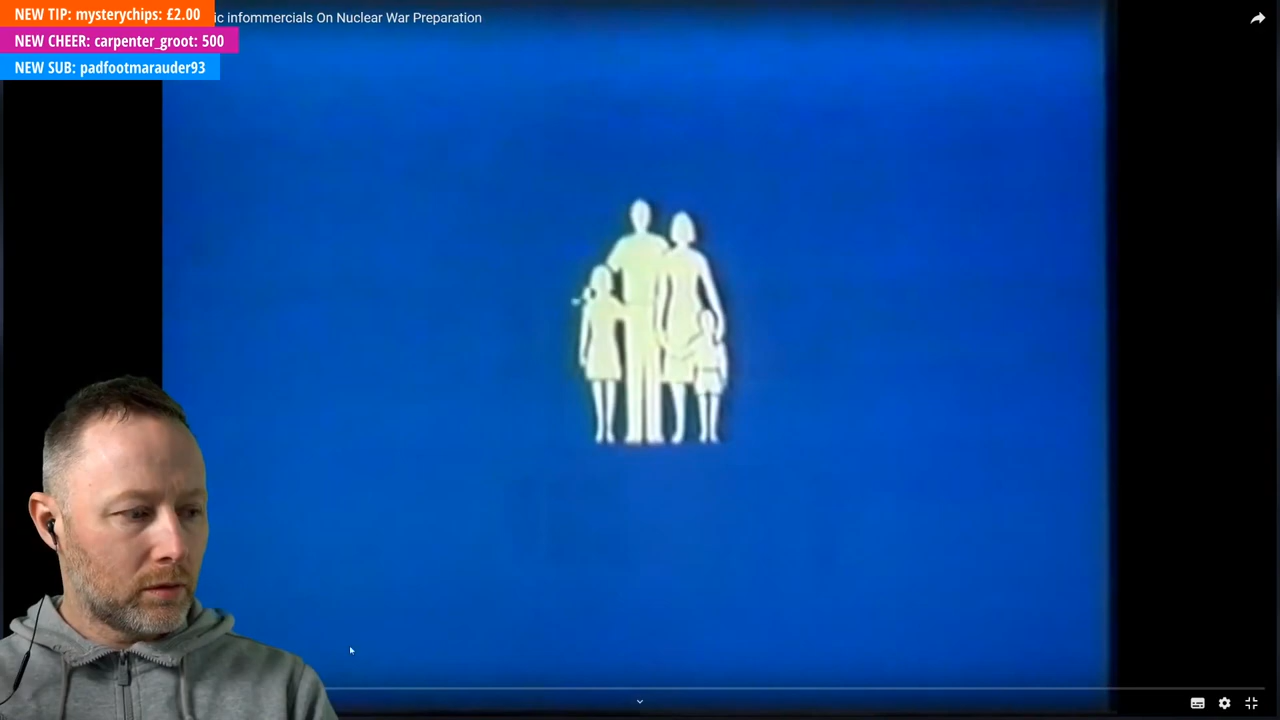 NEW TIP: mysterychips: £2.00
ic infommercials On Nuclear War Preparation
NEW CHEER: carpenter_groot: 500
NEW SUB: padfootmarauder93